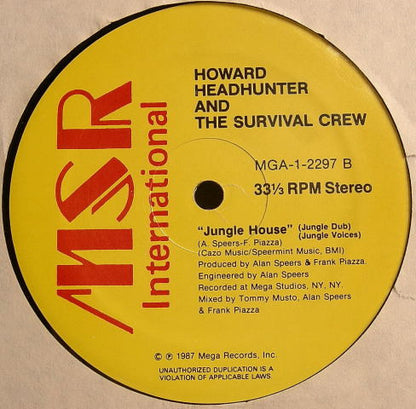 MSR
International
HOWARD
HEADHUNTER
AND
THE SURVIVAL CREW
MGA-1-2297 B
33⅓ RPM Stereo
"Jungle House" (Jungle Dub)
(Jungle Voices)
(A. Speers-F. Piazza)
(Cazo Music/Speermint Music, BMI)
Produced by Alan Speers & Frank Piazza.
Engineered by Alan Speers
Recorded at Mega Studios, NY, NY.
Mixed by Tommy Musto, Alan Speers
& Frank Piazza
© ℗ 1987 Mega Records, Inc.
UNAUTHORIZED DUPLICATION IS A
VIOLATION OF APPLICABLE LAWS.